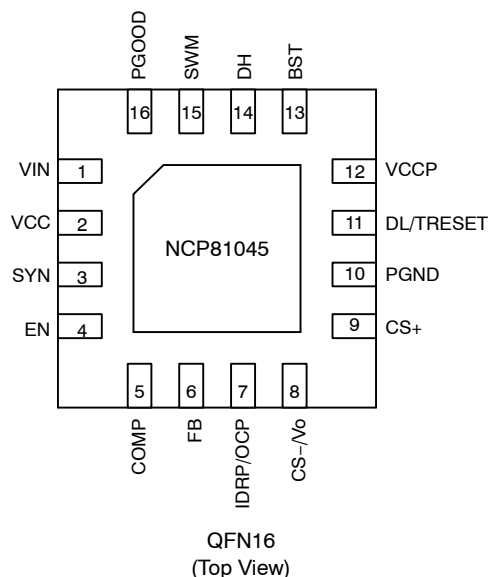 PGOOD
SWM
DH
BST
16
15
14
13
VIN
1
VCC
2
SYN
3
EN
4
NCP81045
12
VCCP
11
DL/TRESET
10
PGND
9
CS+
5
6
7
8
COMP
FB
IDRP/OCP
CS−/Vo
QFN16
(Top View)